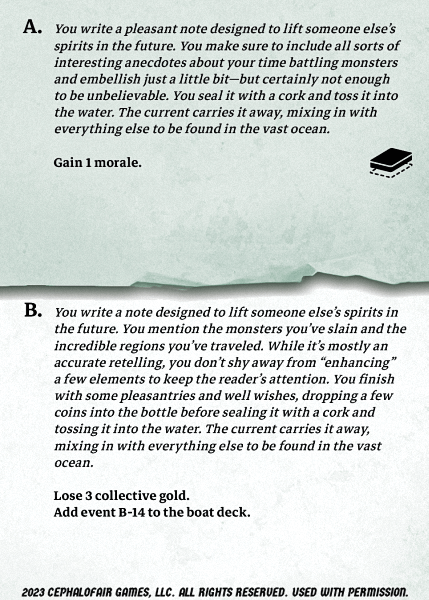 A. You write a pleasant note designed to lift someone else's
spirits in the future. You make sure to include all sorts of
interesting anecdotes about your time battling monsters
and embellish just a little bit—but certainly not enough
to be unbelievable. You seal it with a cork and toss it into
the water. The current carries it away, mixing in with
everything else to be found in the vast ocean.
Gain 1 morale.
B. You write a note designed to lift someone else's spirits in
the future. You mention the monsters you've slain and the
incredible regions you've traveled. While it's mostly an
accurate retelling, you don't shy away from “enhancing”
a few elements to keep the reader's attention. You finish
with some pleasantries and well wishes, dropping a few
coins into the bottle before sealing it with a cork and
tossing it into the water. The current carries it away,
mixing in with everything else to be found in the vast
ocean.
Lose 3 collective gold.
Add event B-14 to the boat deck.
2023 CEPHALOFAIR GAMES, LLC. ALL RIGHTS RESERVED. USED WITH PERMISSION.